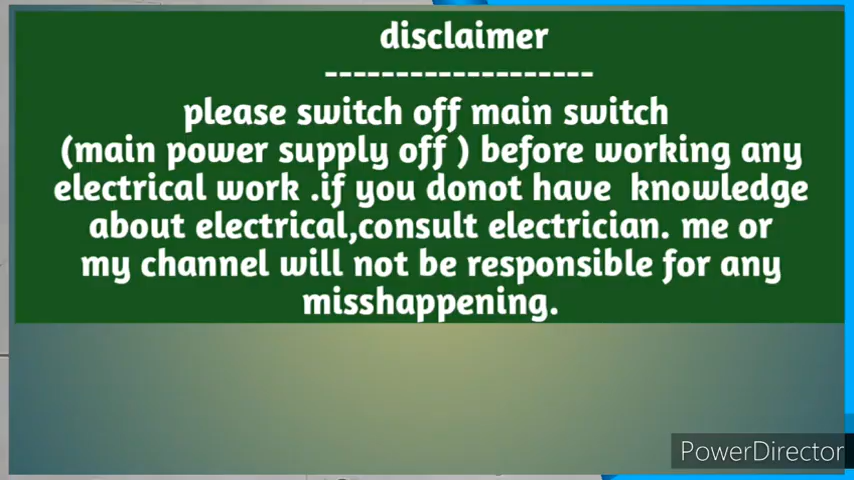 disclaimer
-------------------
please switch off main switch
(main power supply off ) before working any
electrical work .if you donot have knowledge
about electrical,consult electrician. me or
my channel will not be responsible for any
misshappening.
PowerDirector